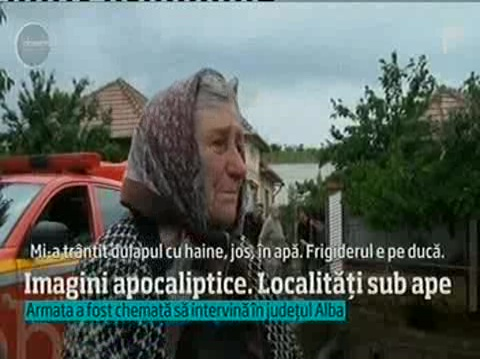 Mi-a trântit dulapul cu haine, jos, în apă. Frigiderul e pe ducă.
Imagini apocaliptice. Localități sub ape
Armata a fost chemată să intervină în județul Alba